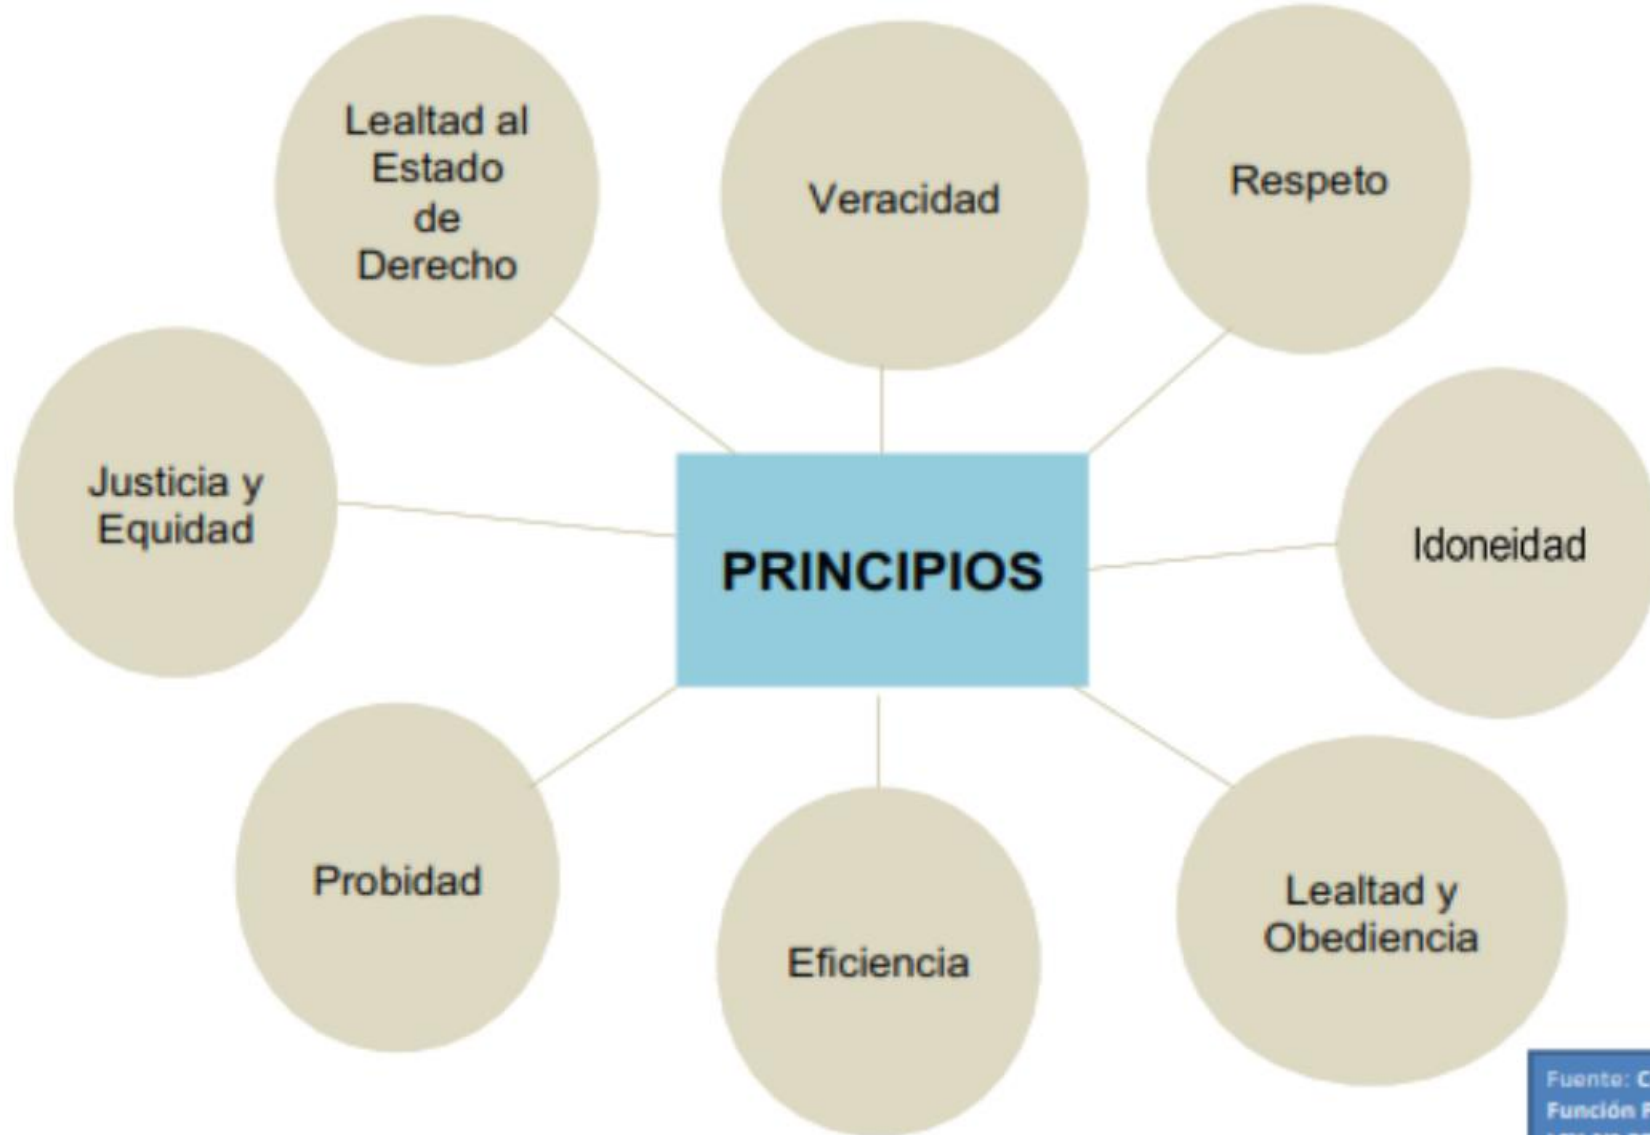 Lealtad al
Estado
de
Derecho
Veracidad
Respeto
Justicia y
Equidad
PRINCIPIOS
Idoneidad
Probidad
Eficiencia
Lealtad y
Obediencia
Fuente:
Función